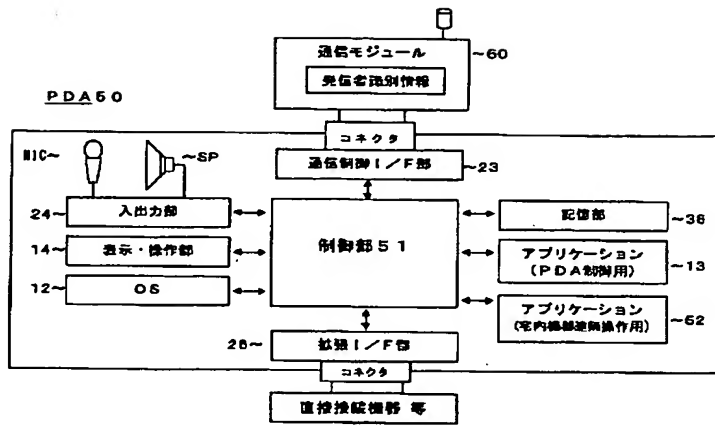 通信モジュール
~60
発信者識別情報
PDA50
コネクタ
MIC~
~SP
通信制御I/F部
~23
24~
入出力部
制御部51
記憶部
~36
14~
表示・操作部
アプリケーション
(PDA制御用)
~13
12~
OS
アプリケーション
(宅内機器遠隔操作用)
~52
26~
拡張I/F部
コネクタ
直接接続機器 等